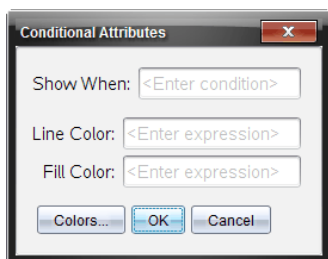 Conditional Attributes
Show When: <Enter condition>
Line Color: <Enter expression>
Fill Color: <Enter expression>
Colors... OK Cancel